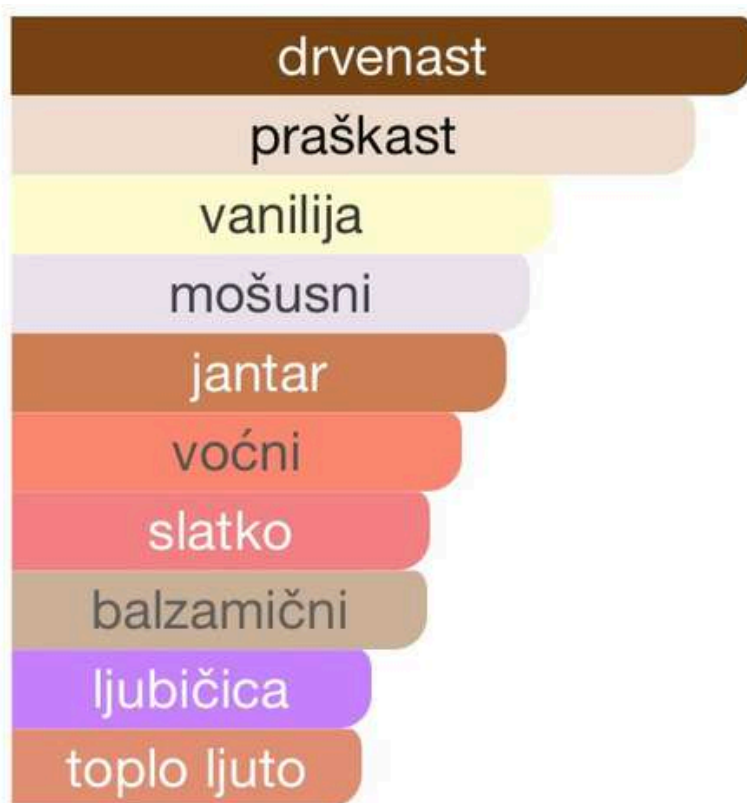 drvenast
praškast
vanilija
mošusni
jantar
voćni
slatko
balzamični
ljubičica
toplo ljuto